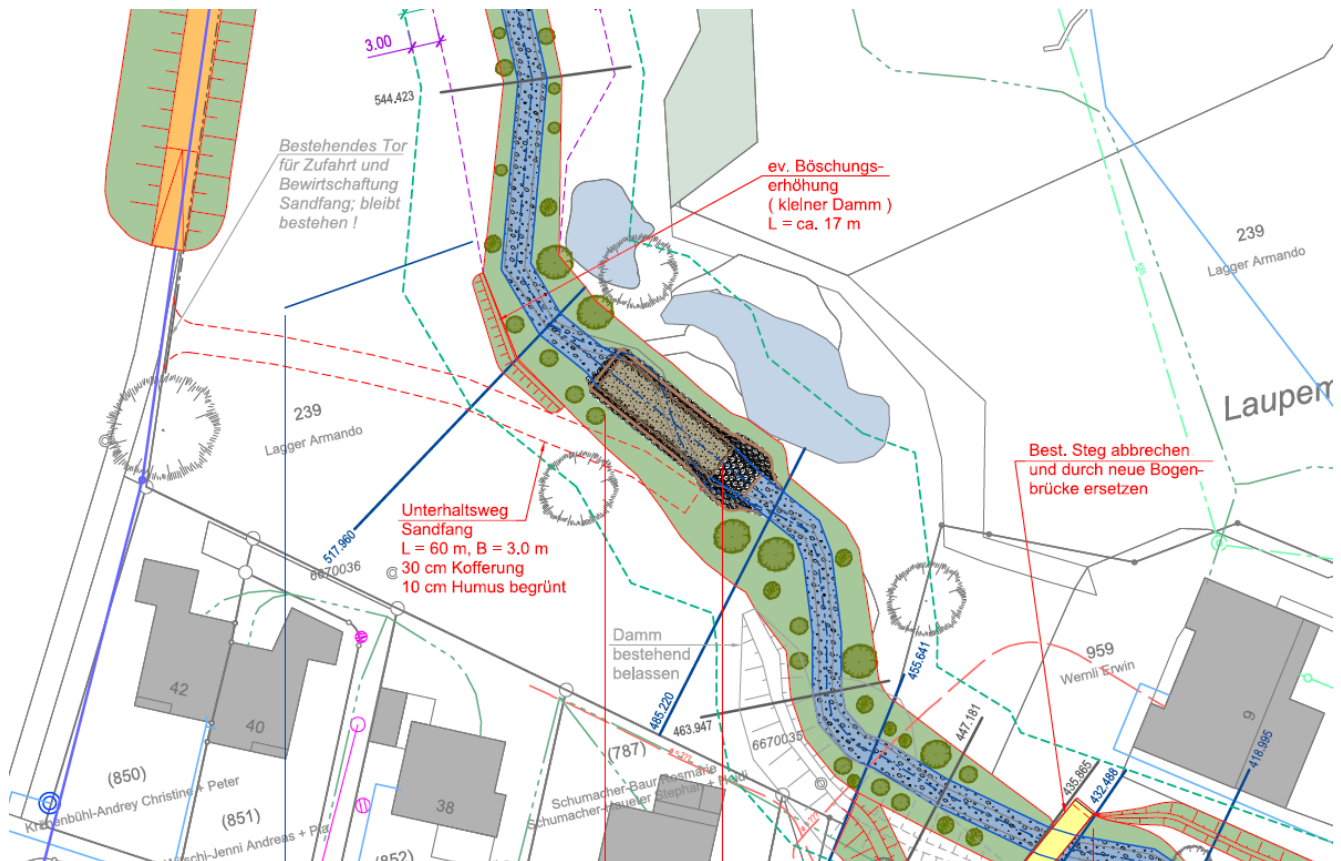 3.00
544.423
Bestehendes Tor
für Zufahrt und
Bewirtschaftung
Sandfang; bleibt
bestehen !
ev. Böschungs-
erhöhung
( kleiner Damm )
L = ca. 17 m
239
Lagger Armando
239
Lagger Armando
Best. Steg abbrechen
und durch neue Bogen-
brücke ersetzen
Unterhaltsweg
Sandfang
L = 60 m, B = 3.0 m
30 cm Kofferung
10 cm Humus begrünt
517.960
6670036
Damm
bestehend
belassen
485.220
463.947
6670035
455.641
447.181
435.865
432.488
418.995
959
Wernli Erwin
9
42
40
38
(850)
Christine + Peter
(851)
Andreas +
(852)
(787)